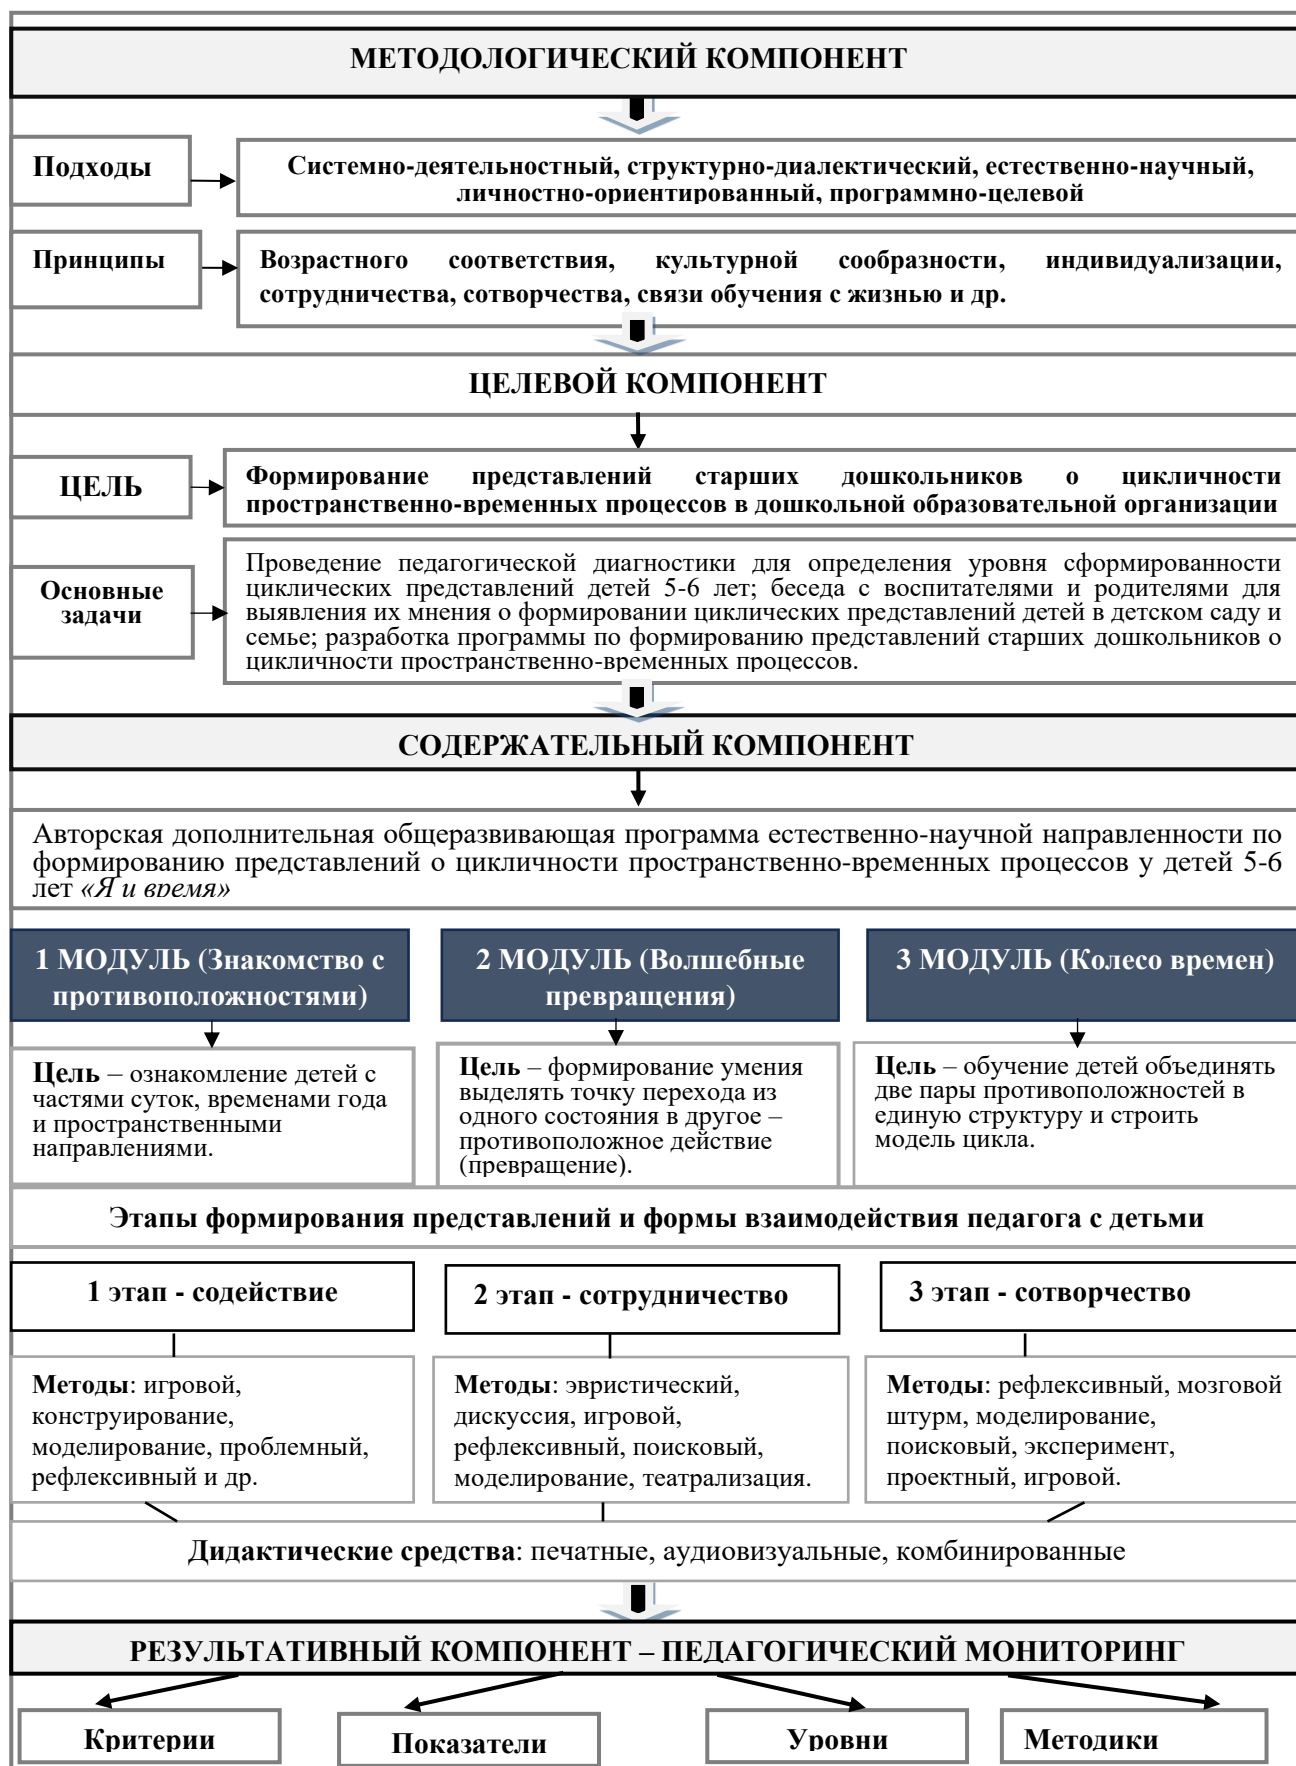 МЕТОДОЛОГИЧЕСКИЙ КОМПОНЕНТ
Подходы
Системно-деятельностный, структурно-диалектический, естественно-научный,
личностно-ориентированный, программно-целевой
Принципы
Возрастного соответствия, культурной сообразности, индивидуализации,
сотрудничества, сотворчества, связи обучения с жизнью и др.
ЦЕЛЕВОЙ КОМПОНЕНТ
ЦЕЛЬ
Формирование представлений старших дошкольников о цикличности
пространственно-временных процессов в дошкольной образовательной организации
Основные
задачи
Проведение педагогической диагностики для определения уровня сформированности
циклических представлений детей 5-6 лет; беседа с воспитателями и родителями для
выявления их мнения о формировании циклических представлений детей в детском саду и
семье; разработка программы по формированию представлений старших дошкольников о
цикличности пространственно-временных процессов.
СОДЕРЖАТЕЛЬНЫЙ КОМПОНЕНТ
Авторская дополнительная общеразвивающая программа естественно-научной направленности по
формированию представлений о цикличности пространственно-временных процессов у детей 5-6
лет «Я и время»
1 МОДУЛЬ (Знакомство с
противоположностями)
2 МОДУЛЬ (Волшебные
превращения)
3 МОДУЛЬ (Колесо времен)
Цель – ознакомление детей с
частями суток, временами года
и пространственными
направлениями.
Цель – формирование умения
выделять точку перехода из
одного состояния в другое –
противоположное действие
(превращение).
Цель – обучение детей объединять
две пары противоположностей в
единую структуру и строить
модель цикла.
Этапы формирования представлений и формы взаимодействия педагога с детьми
1 этап - содействие
2 этап - сотрудничество
3 этап - сотворчество
Методы: игровой,
конструирование,
моделирование, проблемный,
рефлексивный и др.
Методы: эвристический,
дискуссия, игровой,
рефлексивный, поисковый,
моделирование, театрализация.
Методы: рефлексивный, мозговой
штурм, моделирование,
поисковый, эксперимент,
проектный, игровой.
Дидактические средства: печатные, аудиовизуальные, комбинированные
РЕЗУЛЬТАТИВНЫЙ КОМПОНЕНТ – ПЕДАГОГИЧЕСКИЙ МОНИТОРИНГ
Критерии
Показатели
Уровни
Методики